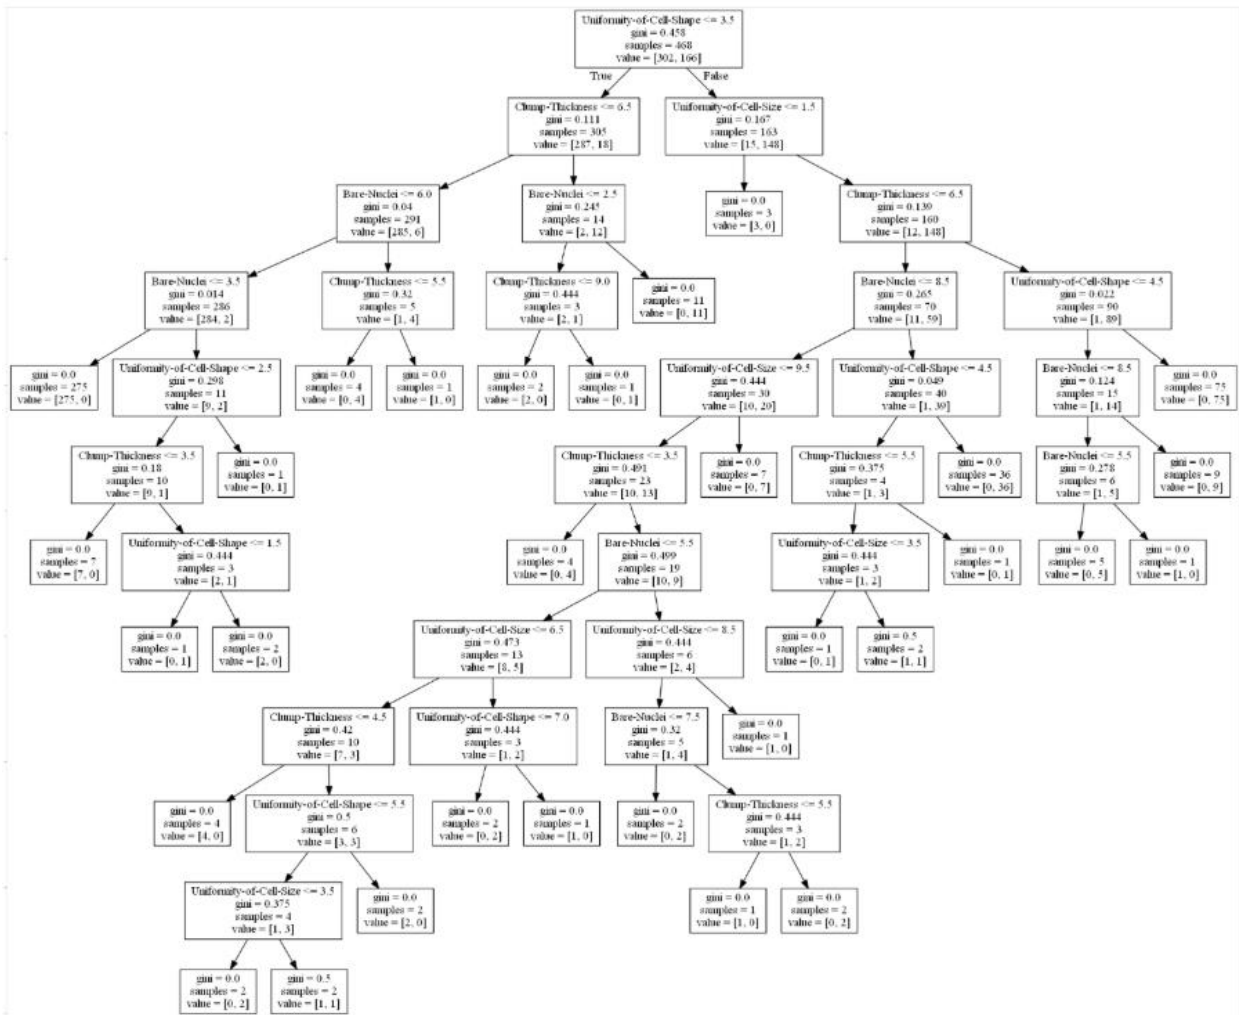 Uniformity-of-Cell-Shape <= 3.5
gini = 0.458
samples = 468
value = [302, 166]
True
False
Clump-Thickness <= 6.5
gini = 0.111
samples = 305
value = [287, 18]
Uniformity-of-Cell-Size <= 1.5
gini = 0.167
samples = 163
value = [15, 148]
Bare-Nuclei <= 6.0
gini = 0.04
samples = 291
value = [285, 6]
Bare-Nuclei <= 2.5
gini = 0.245
samples = 14
value = [2, 12]
gini = 0.0
samples = 3
value = [3, 0]
Clump-Thickness <= 6.5
gini = 0.139
samples = 160
value = [12, 148]
Bare-Nuclei <= 3.5
gini = 0.014
samples = 286
value = [284, 2]
Clump-Thickness <= 5.5
gini = 0.32
samples = 5
value = [1, 4]
Clump-Thickness <= 9.0
gini = 0.444
samples = 3
value = [2, 1]
gini = 0.0
samples = 11
value = [0, 11]
Bare-Nuclei <= 8.5
gini = 0.265
samples = 70
value = [11, 59]
Uniformity-of-Cell-Shape <= 4.5
gini = 0.022
samples = 90
value = [1, 89]
gini = 0.0
samples = 275
value = [275, 0]
Uniformity-of-Cell-Shape <= 2.5
gini = 0.298
samples = 11
value = [9, 2]
gini = 0.0
samples = 4
value = [0, 4]
gini = 0.0
samples = 1
value = [1, 0]
gini = 0.0
samples = 2
value = [2, 0]
gini = 0.0
samples = 1
value = [0, 1]
Uniformity-of-Cell-Size <= 9.5
gini = 0.444
samples = 30
value = [10, 20]
Uniformity-of-Cell-Shape <= 4.5
gini = 0.049
samples = 40
value = [1, 39]
Bare-Nuclei <= 8.5
gini = 0.124
samples = 15
value = [1, 14]
gini = 0.0
samples = 75
value = [0, 75]
Clump-Thickness <= 3.5
gini = 0.18
samples = 10
value = [9, 1]
gini = 0.0
samples = 1
value = [0, 1]
Clump-Thickness <= 3.5
gini = 0.491
samples = 23
value = [10, 13]
gini = 0.0
samples = 7
value = [0, 7]
Clump-Thickness <= 5.5
gini = 0.375
samples = 4
value = [1, 3]
gini = 0.0
samples = 36
value = [0, 36]
Bare-Nuclei <= 5.5
gini = 0.278
samples = 6
value = [1, 5]
gini = 0.0
samples = 9
value = [0, 9]
gini = 0.0
samples = 7
value = [7, 0]
Uniformity-of-Cell-Shape <= 1.5
gini = 0.444
samples = 3
value = [2, 1]
gini = 0.0
samples = 4
value = [0, 4]
Bare-Nuclei <= 5.5
gini = 0.499
samples = 19
value = [10, 9]
Uniformity-of-Cell-Size <= 3.5
gini = 0.444
samples = 3
value = [1, 2]
gini = 0.0
samples = 1
value = [0, 1]
gini = 0.0
samples = 5
value = [0, 5]
gini = 0.0
samples = 1
value = [1, 0]
gini = 0.0
samples = 1
value = [0, 1]
gini = 0.0
samples = 2
value = [2, 0]
Uniformity-of-Cell-Size <= 6.5
gini = 0.473
samples = 13
value = [8, 5]
Uniformity-of-Cell-Size <= 8.5
gini = 0.444
samples = 6
value = [2, 4]
gini = 0.0
samples = 1
value = [0, 1]
gini = 0.5
samples = 2
value = [1, 1]
Clump-Thickness <= 4.5
gini = 0.42
samples = 10
value = [7, 3]
Uniformity-of-Cell-Shape <= 7.0
gini = 0.444
samples = 3
value = [1, 2]
Bare-Nuclei <= 7.5
gini = 0.32
samples = 5
value = [1, 4]
gini = 0.0
samples = 1
value = [1, 0]
gini = 0.0
samples = 4
value = [4, 0]
Uniformity-of-Cell-Shape <= 5.5
gini = 0.5
samples = 6
value = [3, 3]
gini = 0.0
samples = 2
value = [0, 2]
gini = 0.0
samples = 1
value = [1, 0]
gini = 0.0
samples = 2
value = [0, 2]
Clump-Thickness <= 5.5
gini = 0.444
samples = 3
value = [1, 2]
Uniformity-of-Cell-Size <= 3.5
gini = 0.375
samples = 4
value = [1, 3]
gini = 0.0
samples = 2
value = [2, 0]
gini = 0.0
samples = 1
value = [1, 0]
gini = 0.0
samples = 2
value = [0, 2]
gini = 0.0
samples = 2
value = [0, 2]
gini = 0.5
samples = 2
value = [1, 1]